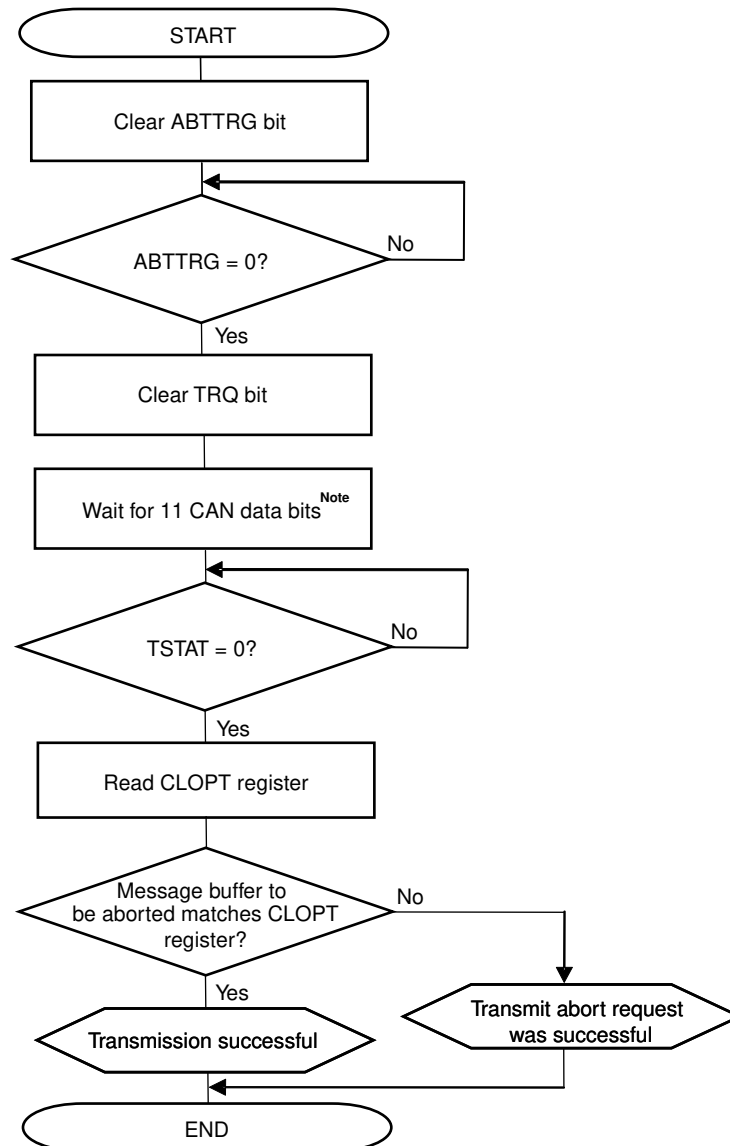 START
Clear ABTTRG bit
ABTTRG = 0?
No
Yes
Clear TRQ bit
Wait for 11 CAN data bits Note
TSTAT = 0?
No
Yes
Read CLOPT register
Message buffer to
be aborted matches CLOPT
register?
No
Yes
Transmission successful
Transmit abort request
was successful
END